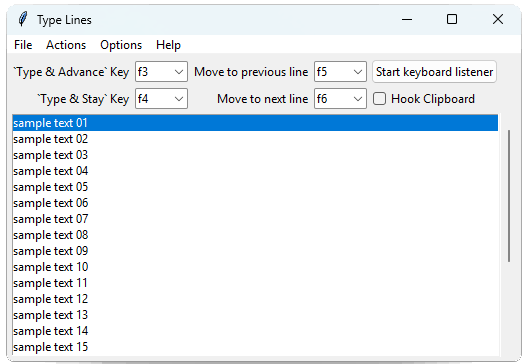 Type Lines
File Actions Options Help
`Type & Advance` Key f3 Move to previous line f5 Start keyboard listener
`Type & Stay` Key f4 Move to next line f6 Hook Clipboard
sample text 01
sample text 02
sample text 03
sample text 04
sample text 05
sample text 06
sample text 07
sample text 08
sample text 09
sample text 10
sample text 11
sample text 12
sample text 13
sample text 14
sample text 15